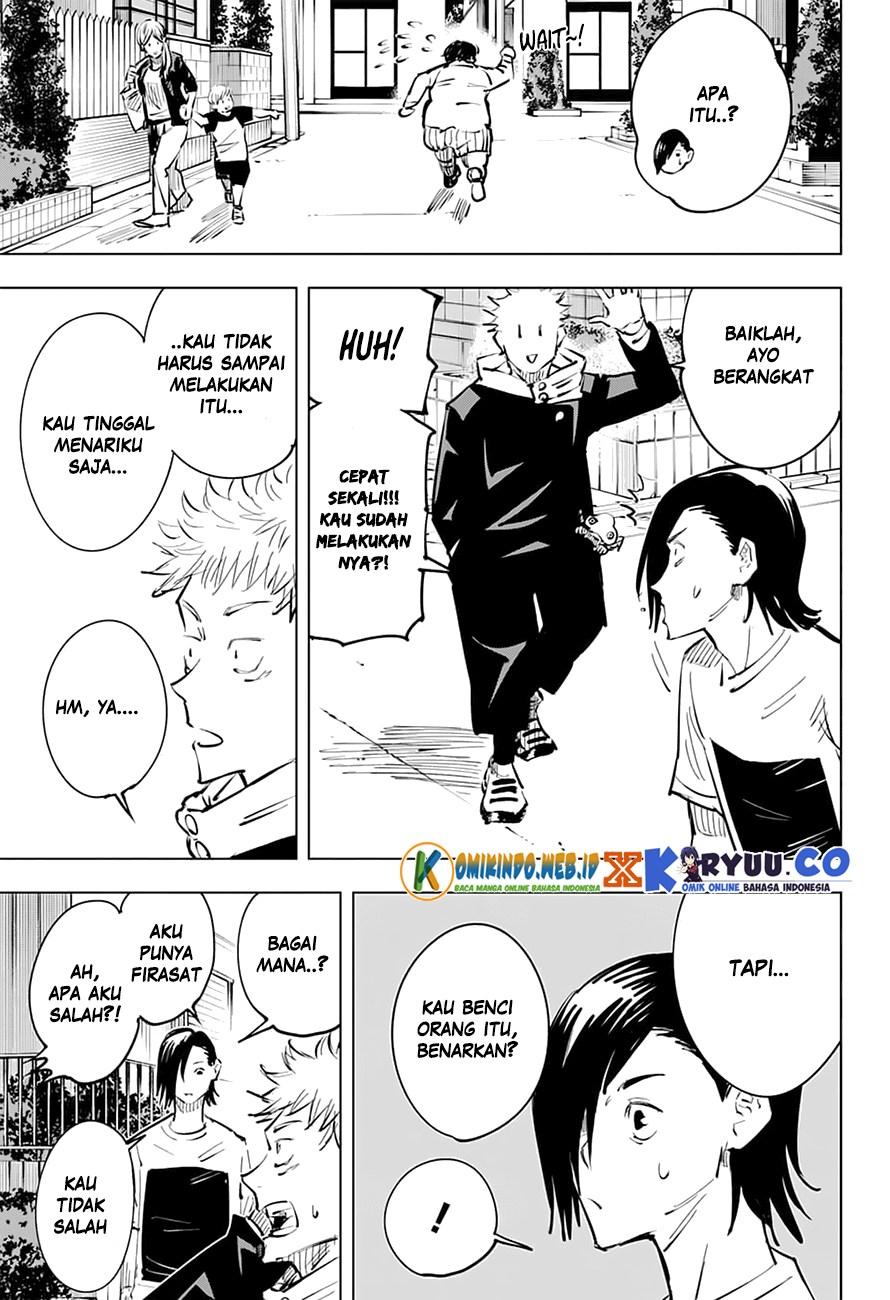 WAIT~!
APA
ITU..?
BAIKLAH,
AYO
BERANGKAT
HUH!
CEPAT
SEKALI!!!
KAU SUDAH
MELAKUKAN
NYA?!
..KAU TIDAK
HARUS SAMPAI
MELAKUKAN
ITU...
KAU TINGGAL
MENARIKU
SAJA...
HM, YA....
KOMIKINDO.WEB.ID X KIRYUU.CO
BACA MANGA ONLINE BAHASA INDONESIA
KOMIK ONLINE BAHASA INDONESIA
TAPI...
KAU BENCI
ORANG ITU,
BENARKAN?
!
BAGAI
MANA..?
AKU
PUNYA
FIRASAT
AH,
APA AKU
SALAH?!
KAU
TIDAK
SALAH